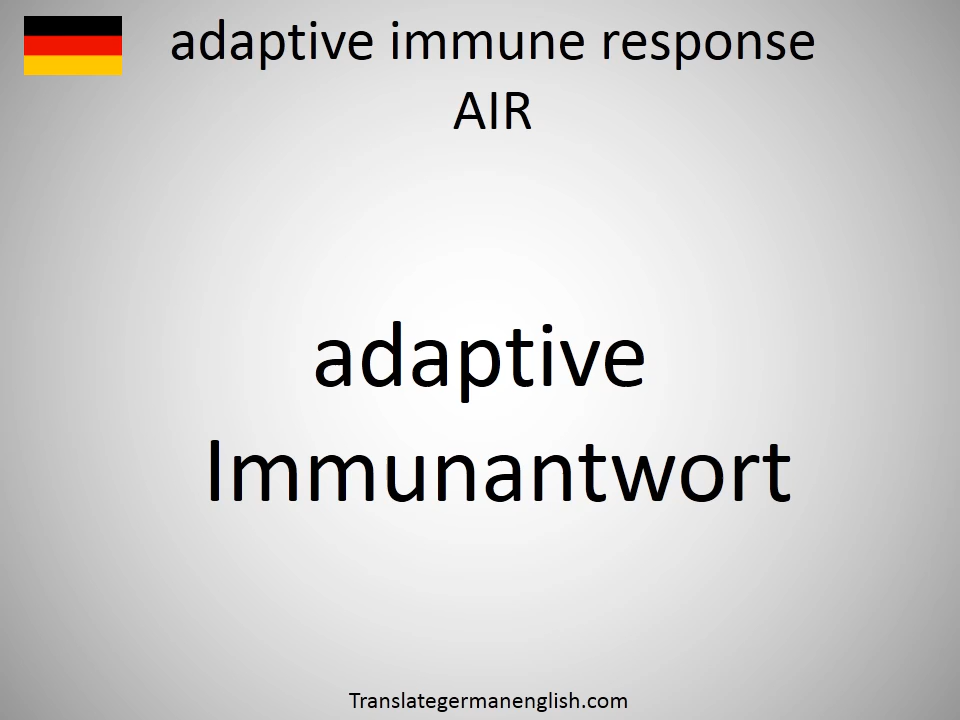 adaptive immune response
AIR
adaptive
Immunantwort
Translategermanenglish.com